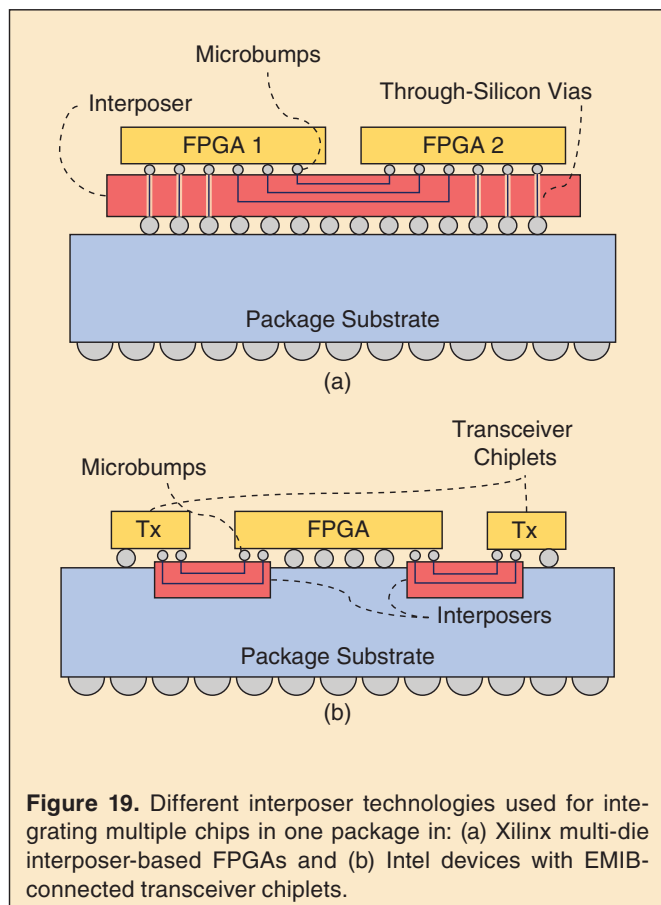 Microbumps
Interposer
Through-Silicon Vias
FPGA 1
FPGA 2
Package Substrate
(a)
Transceiver
Chiplets
Microbumps
Tx
FPGA
Tx
Interposers
Package Substrate
(b)
Figure 19. Different interposer technologies used for inte-
grating multiple chips in one package in: (a) Xilinx multi-die
interposer-based FPGAs and (b) Intel devices with EMIB-
connected transceiver chiplets.